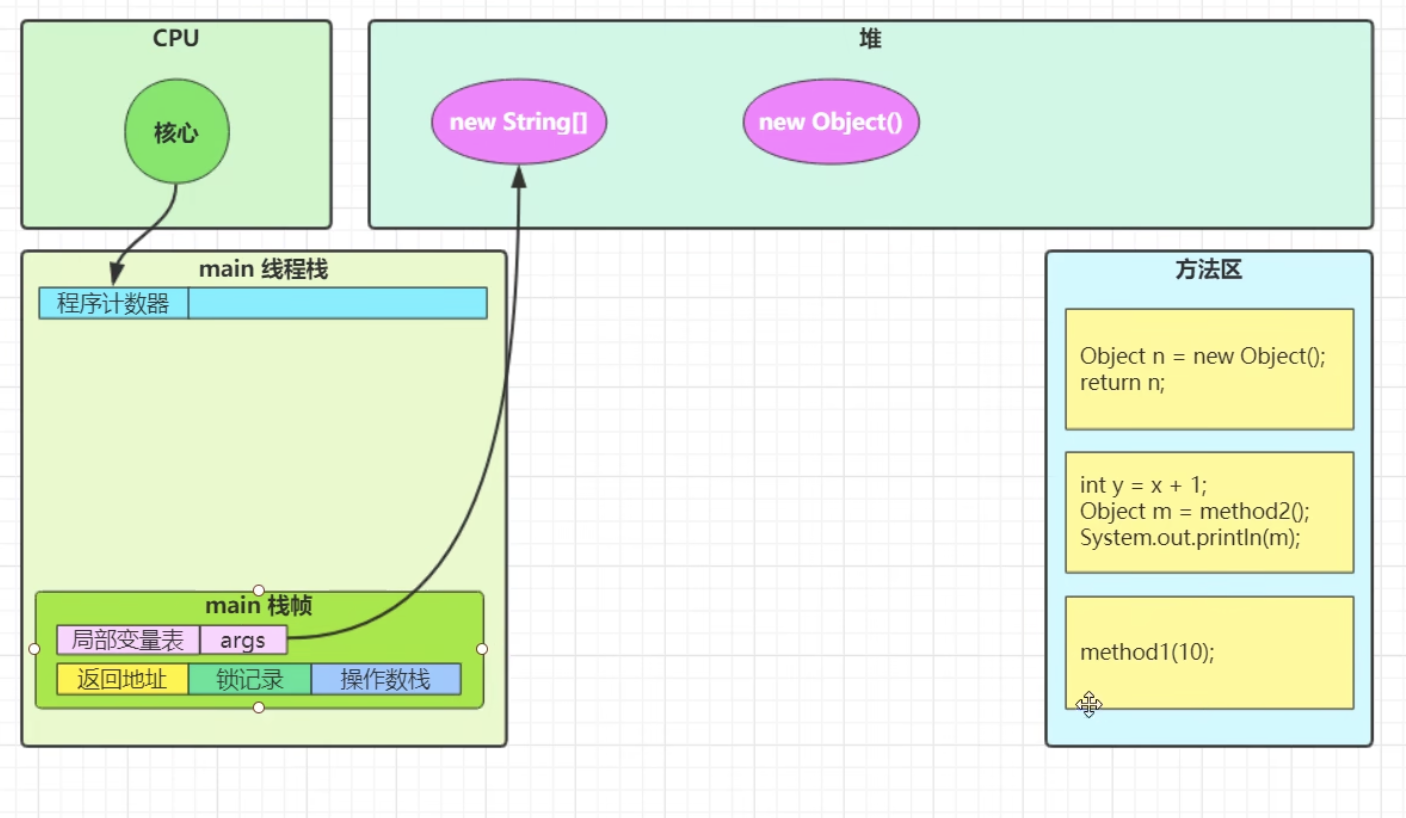 CPU
核心
堆
new String[]
new Object()
main 线程栈
程序计数器
main 栈帧
局部变量表
args
返回地址
锁记录
操作数栈
方法区
Object n = new Object();
return n;
int y = x + 1;
Object m = method2();
System.out.println(m);
method1(10);